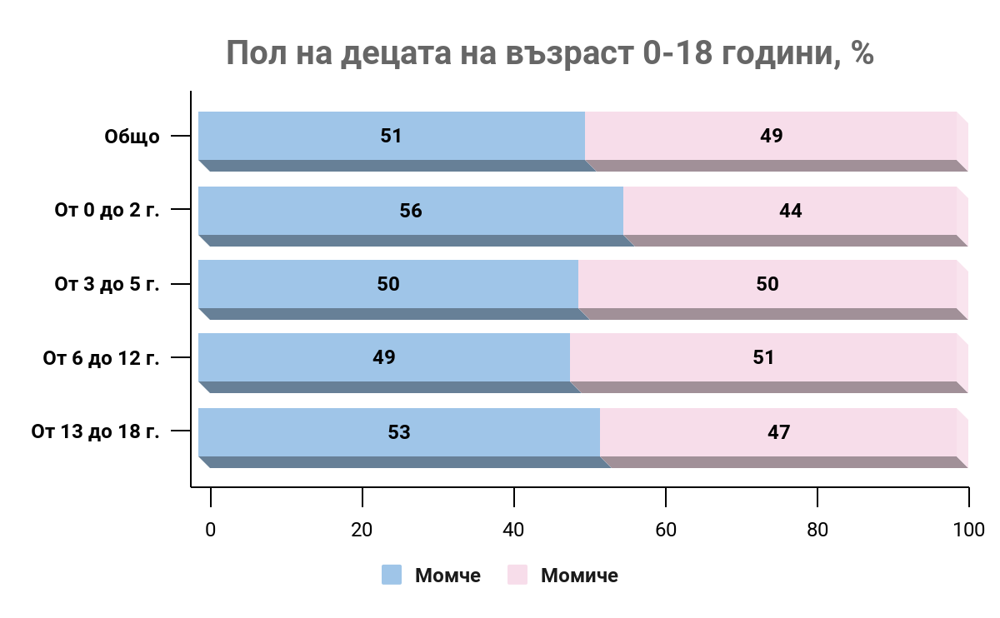 Пол на децата на възраст 0-18 години, %
Общо 51 49
От 0 до 2 г. 56 44
От 3 до 5 г. 50 50
От 6 до 12 г. 49 51
От 13 до 18 г. 53 47
0 20 40 60 80 100
Момче Момиче